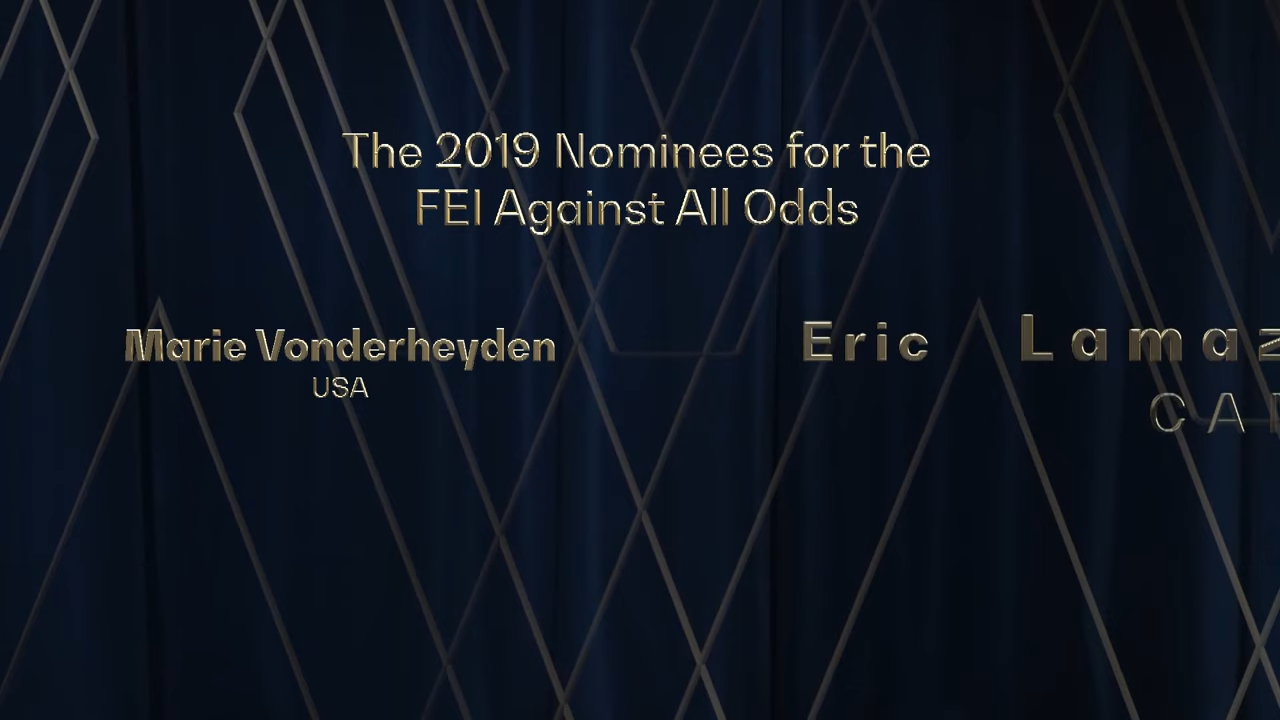 The 2019 Nominees for the
FEI Against All Odds
Marie Vonderheyden
USA
Eric